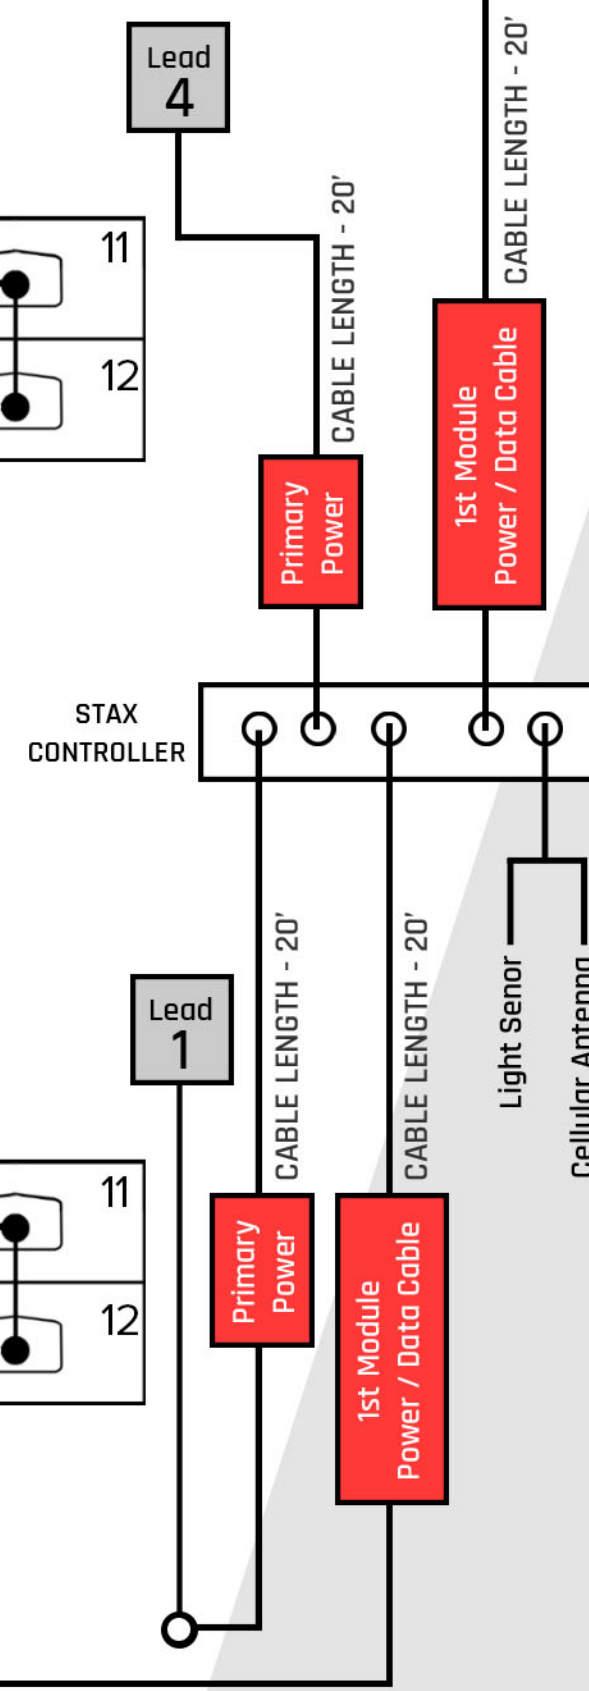 Lead
4
CABLE LENGTH - 20'
CABLE LENGTH - 20'
11
12
1st Module
Power / Data Cable
Primary
Power
STAX
CONTROLLER
CABLE LENGTH - 20'
CABLE LENGTH - 20'
Light Senor
Cellular Antenna
Lead
1
11
12
Primary
Power
1st Module
Power / Data Cable